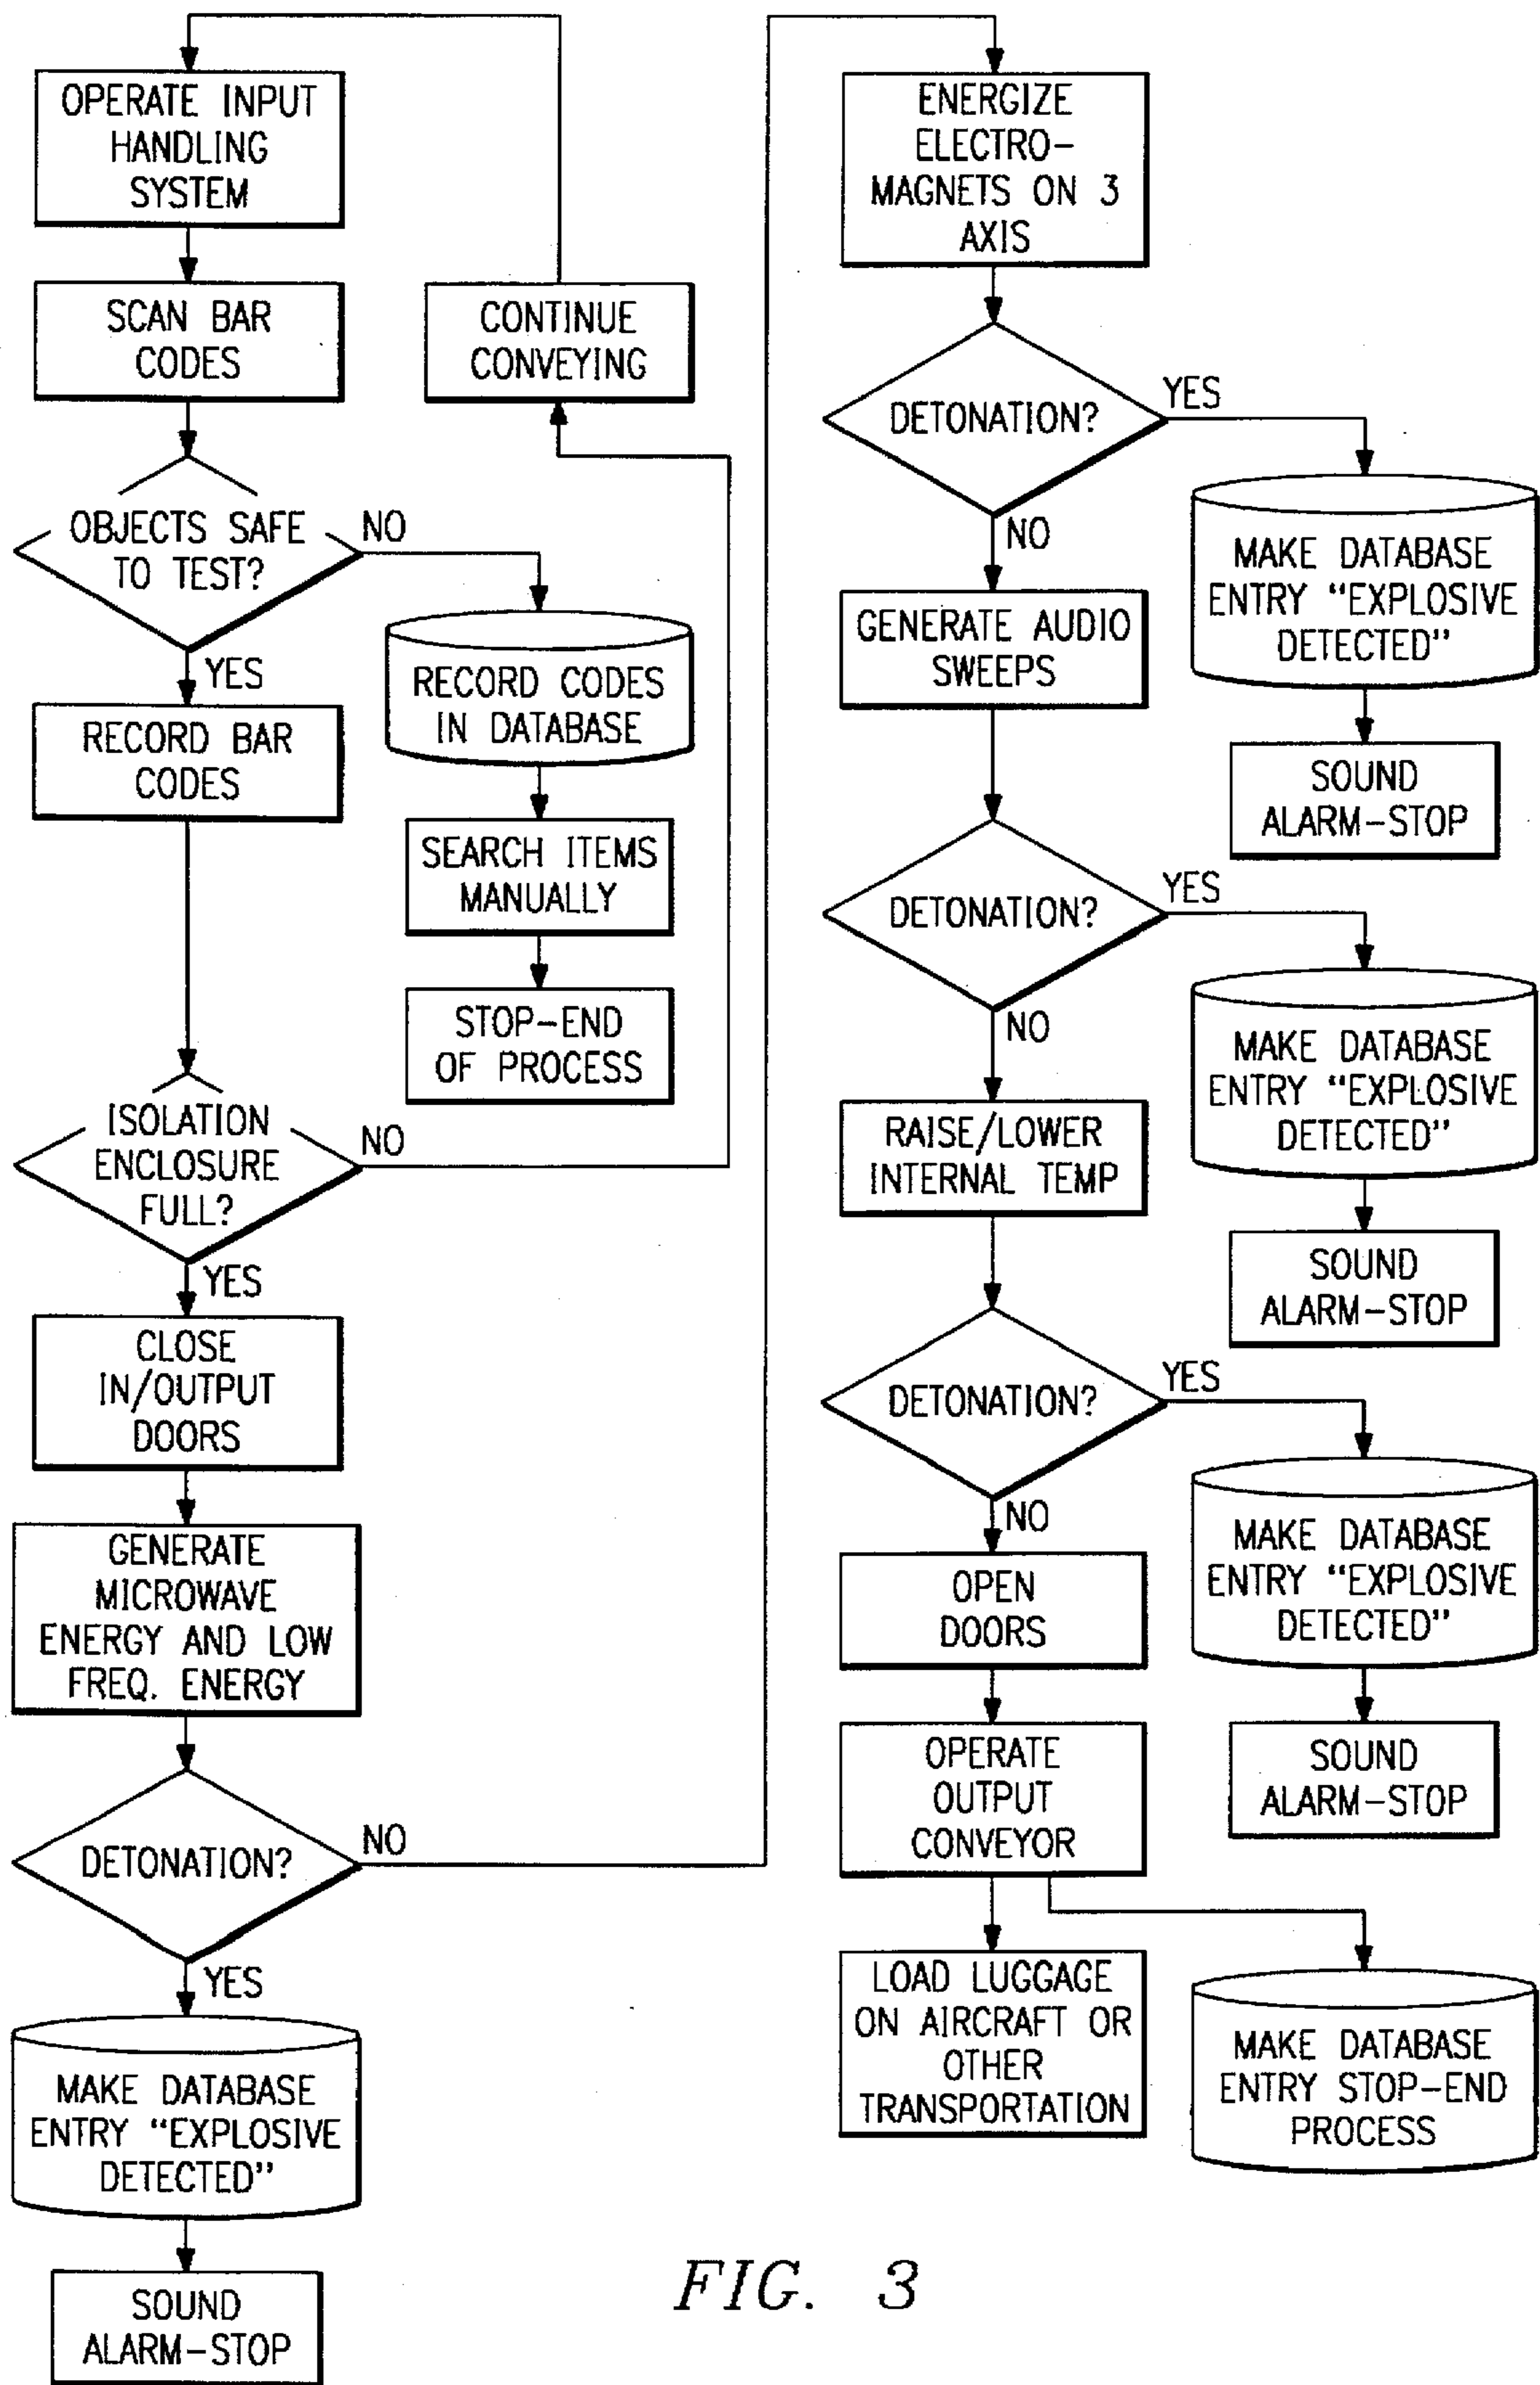 OPERATE INPUT
HANDLING
SYSTEM
SCAN BAR
CODES
CONTINUE
CONVEYING
OBJECTS SAFE
TO TEST?
NO
YES
RECORD CODES
IN DATABASE
RECORD BAR
CODES
SEARCH ITEMS
MANUALLY
STOP-END
OF PROCESS
ISOLATION
ENCLOSURE
FULL?
NO
YES
CLOSE
IN/OUTPUT
DOORS
GENERATE
MICROWAVE
ENERGY AND LOW
FREQ. ENERGY
DETONATION?
NO
YES
MAKE DATABASE
ENTRY "EXPLOSIVE
DETECTED"
SOUND
ALARM-STOP
ENERGIZE
ELECTRO-
MAGNETS ON 3
AXIS
DETONATION?
YES
NO
MAKE DATABASE
ENTRY "EXPLOSIVE
DETECTED"
SOUND
ALARM-STOP
GENERATE AUDIO
SWEEPS
DETONATION?
YES
NO
MAKE DATABASE
ENTRY "EXPLOSIVE
DETECTED"
SOUND
ALARM-STOP
RAISE/LOWER
INTERNAL TEMP
DETONATION?
YES
NO
MAKE DATABASE
ENTRY "EXPLOSIVE
DETECTED"
SOUND
ALARM-STOP
OPEN
DOORS
OPERATE
OUTPUT
CONVEYOR
LOAD LUGGAGE
ON AIRCRAFT OR
OTHER
TRANSPORTATION
MAKE DATABASE
ENTRY STOP-END
PROCESS
FIG. 3